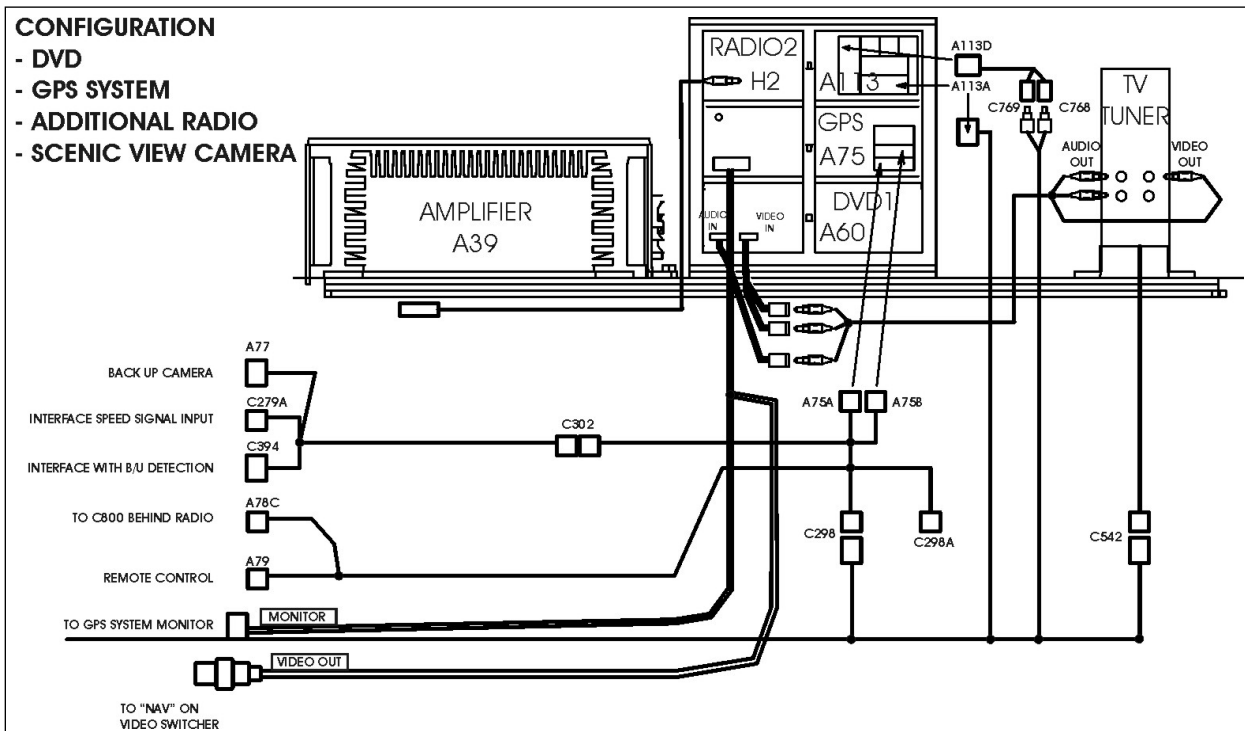 CONFIGURATION
- DVD
- GPS SYSTEM
- ADDITIONAL RADIO
- SCENIC VIEW CAMERA
RADIO2
H2
A113
GPS
A75
DVD1
A60
AUDIO
IN
VIDEO
IN
AMPLIFIER
A39
A113D
A113A
C769
C768
TV
TUNER
AUDIO
OUT
VIDEO
OUT
A77
BACK UP CAMERA
C279A
INTERFACE SPEED SIGNAL INPUT
C394
INTERFACE WITH B/U DETECTION
C302
A75A
A75B
A78C
TO C800 BEHIND RADIO
A79
REMOTE CONTROL
C298
C298A
C542
TO GPS SYSTEM MONITOR
MONITOR
VIDEO OUT
TO "NAV" ON
VIDEO SWITCHER